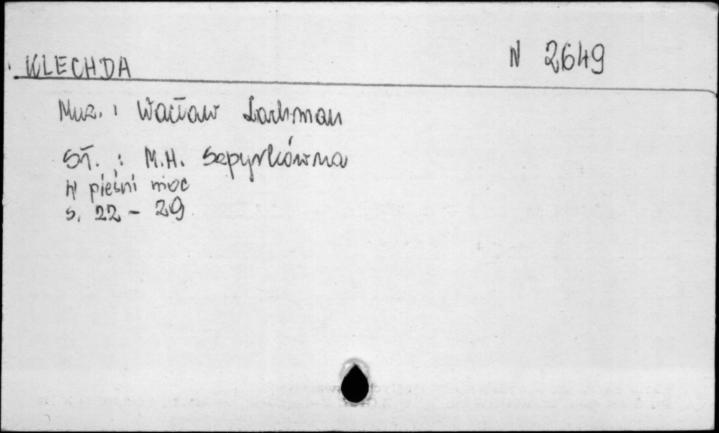 KLECHDA N 2649
Muz. : Wacław Lachman
Sł. : M.H. Szpyrkówna
W pieśni moc
s. 22 - 29